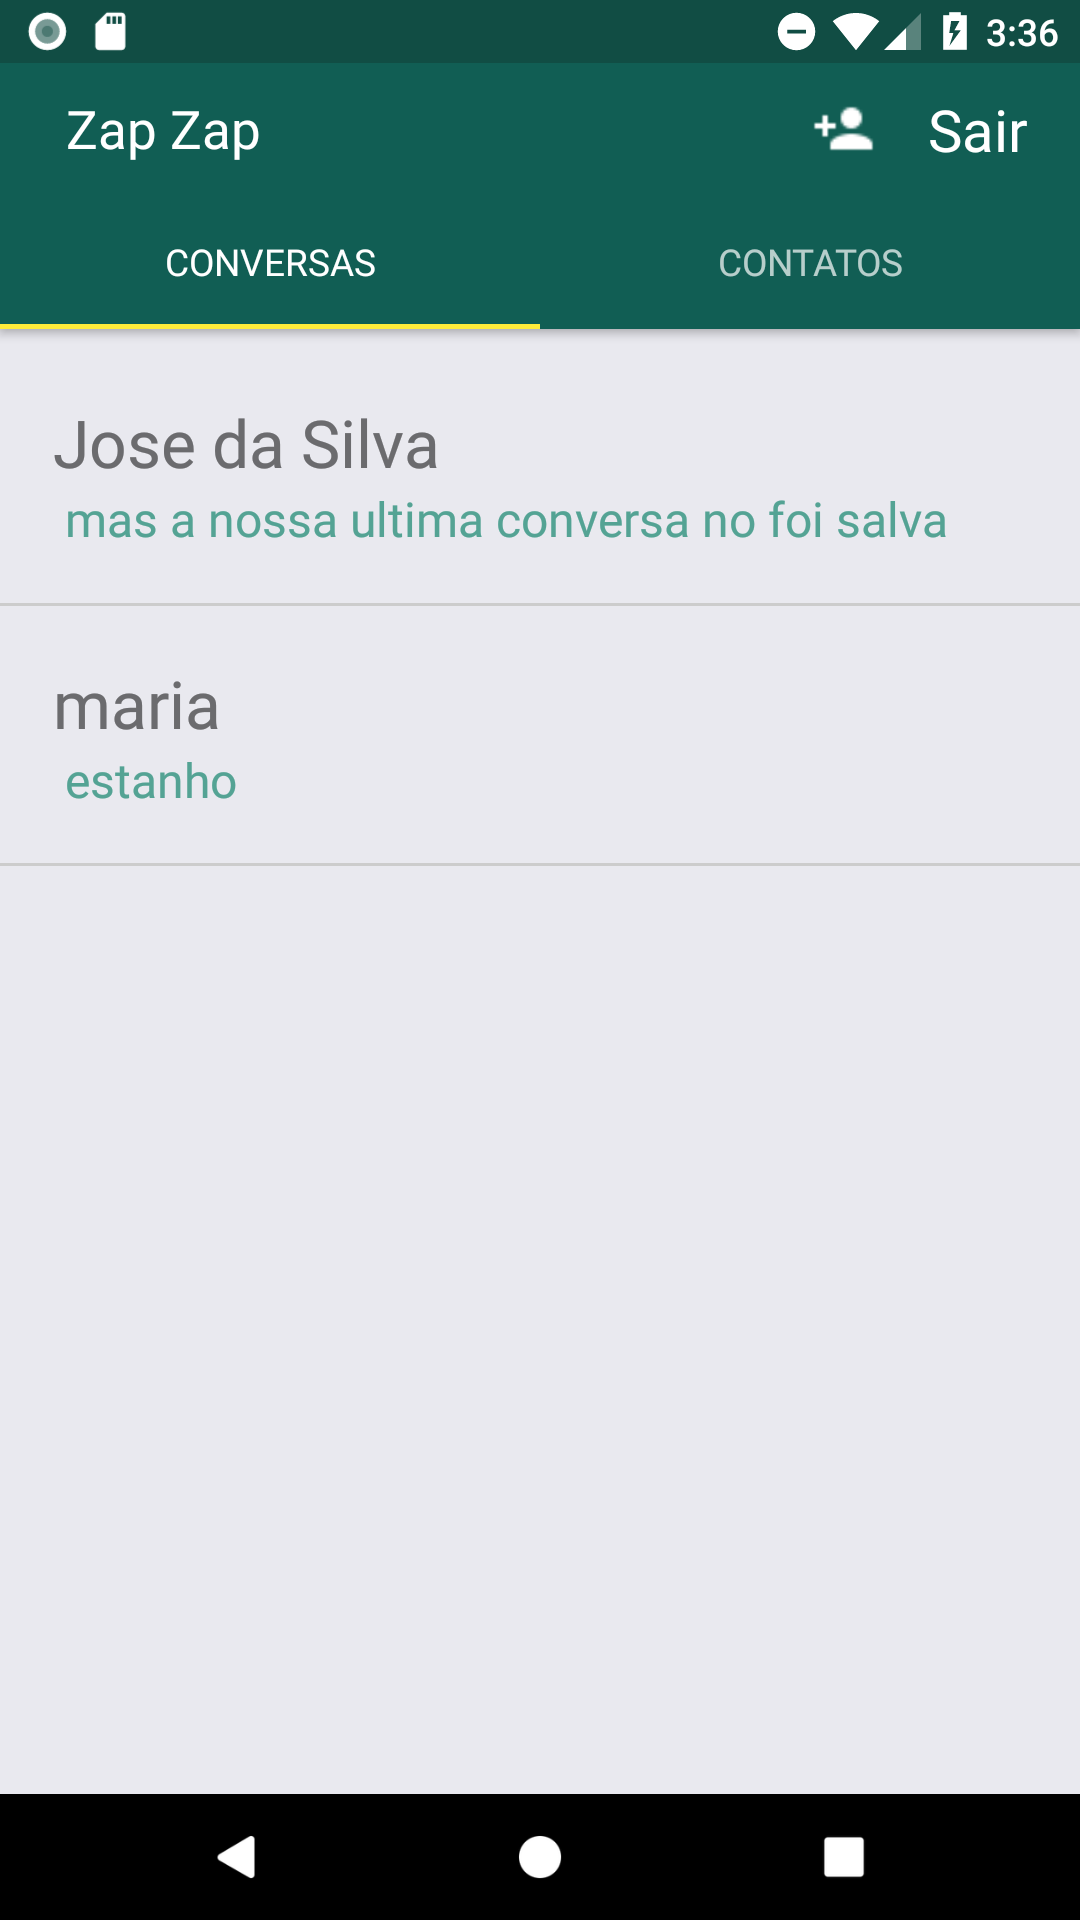 3:36
Zap Zap
Sair
CONVERSAS
CONTATOS
Jose da Silva
mas a nossa ultima conversa no foi salva
maria
estanho